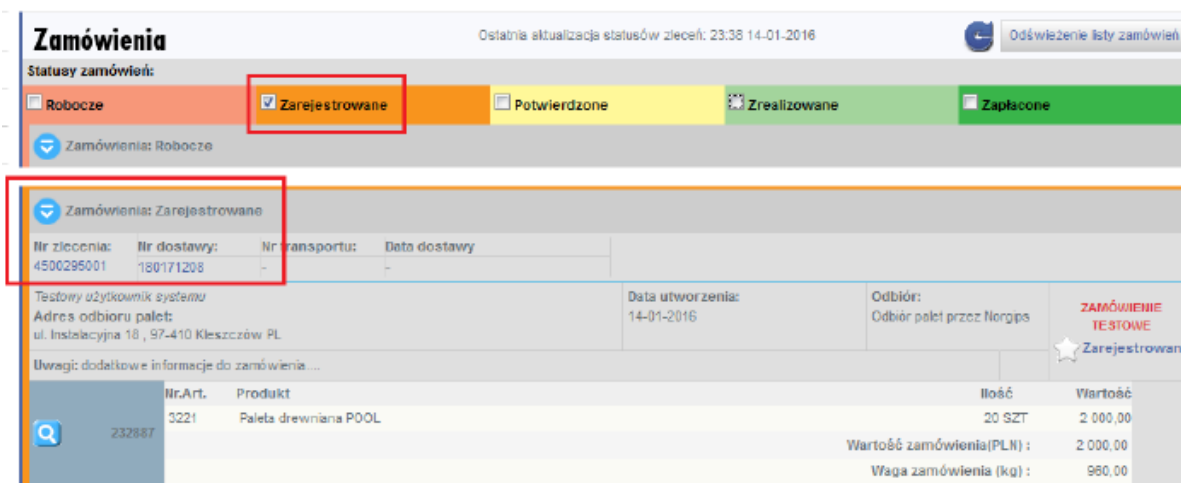 Zamówienia Ostatnia aktualizacja statusów zleceń: 23:38 14-01-2016 Odświeżenie listy zamówień
Statusy zamówień:
Robocze Zarejestrowane Potwierdzone Zrealizowane Zapłacone
Zamówienia: Robocze
Zamówienia: Zarejestrowane
Nr zlecenia: Nr dostawy: Nr transportu: Data dostawy
4500295001 180171208 - -
Testowy użytkownik systemu Data utworzenia: Odbiór:
Adres odbioru palet: 14-01-2016 Odbiór palet przez Norgips ZAMÓWIENIE
ul. Instalacyjna 18 , 97-410 Kleszczów PL TESTOWE
Zarejestrowan
Uwagi: dodatkowe informacje do zamówienia....
Nr.Art. Produkt Ilość Wartość
232887 3221 Paleta drewniana POOL 20 SZT 2 000,00
Wartość zamówienia(PLN) : 2 000,00
Waga zamówienia (kg) : 960,00